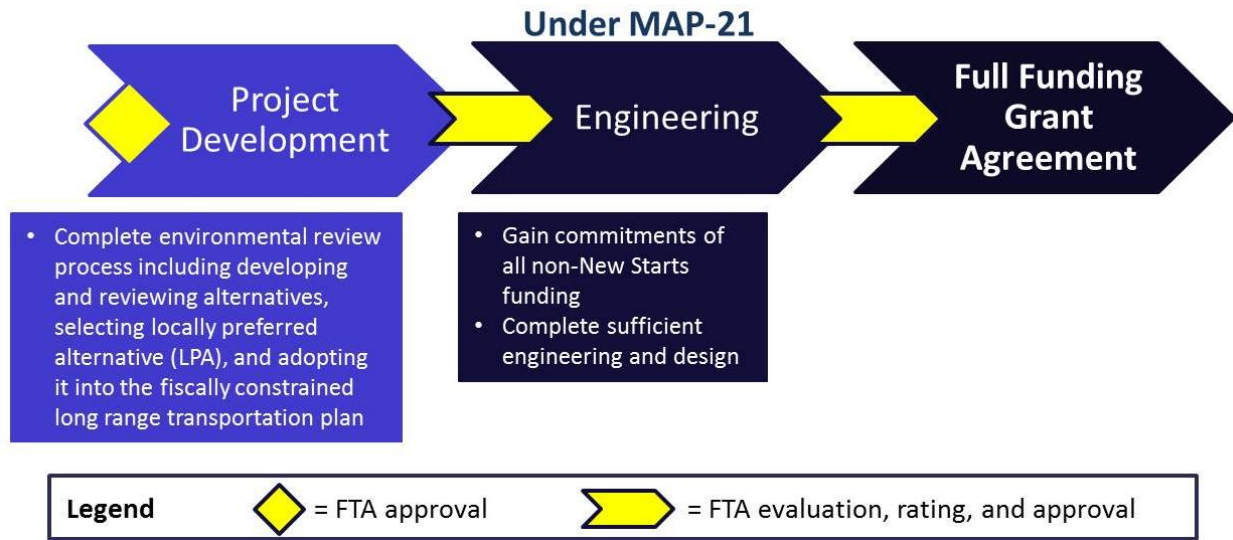 Under MAP-21
Project
Development
Engineering
Full Funding
Grant
Agreement
• Complete environmental review
process including developing
and reviewing alternatives,
selecting locally preferred
alternative (LPA), and adopting
it into the fiscally constrained
long range transportation plan
• Gain commitments of
all non-New Starts
funding
• Complete sufficient
engineering and design
Legend = FTA approval = FTA evaluation, rating, and approval